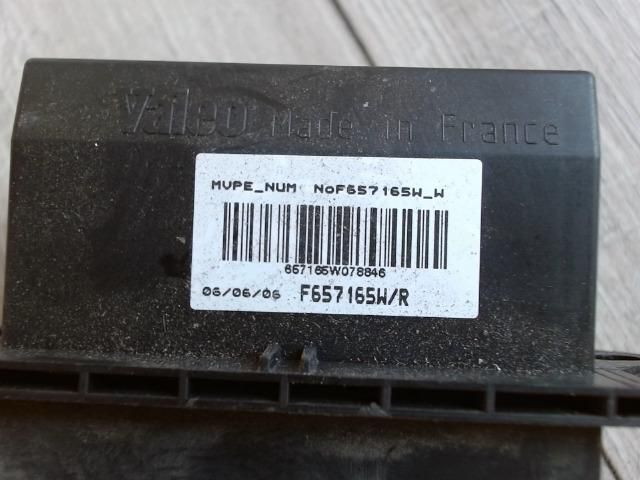 Valeo Made in France
MVPE_NUM NoF657165W_W
657165W078846
06/06/06 F657165W/R